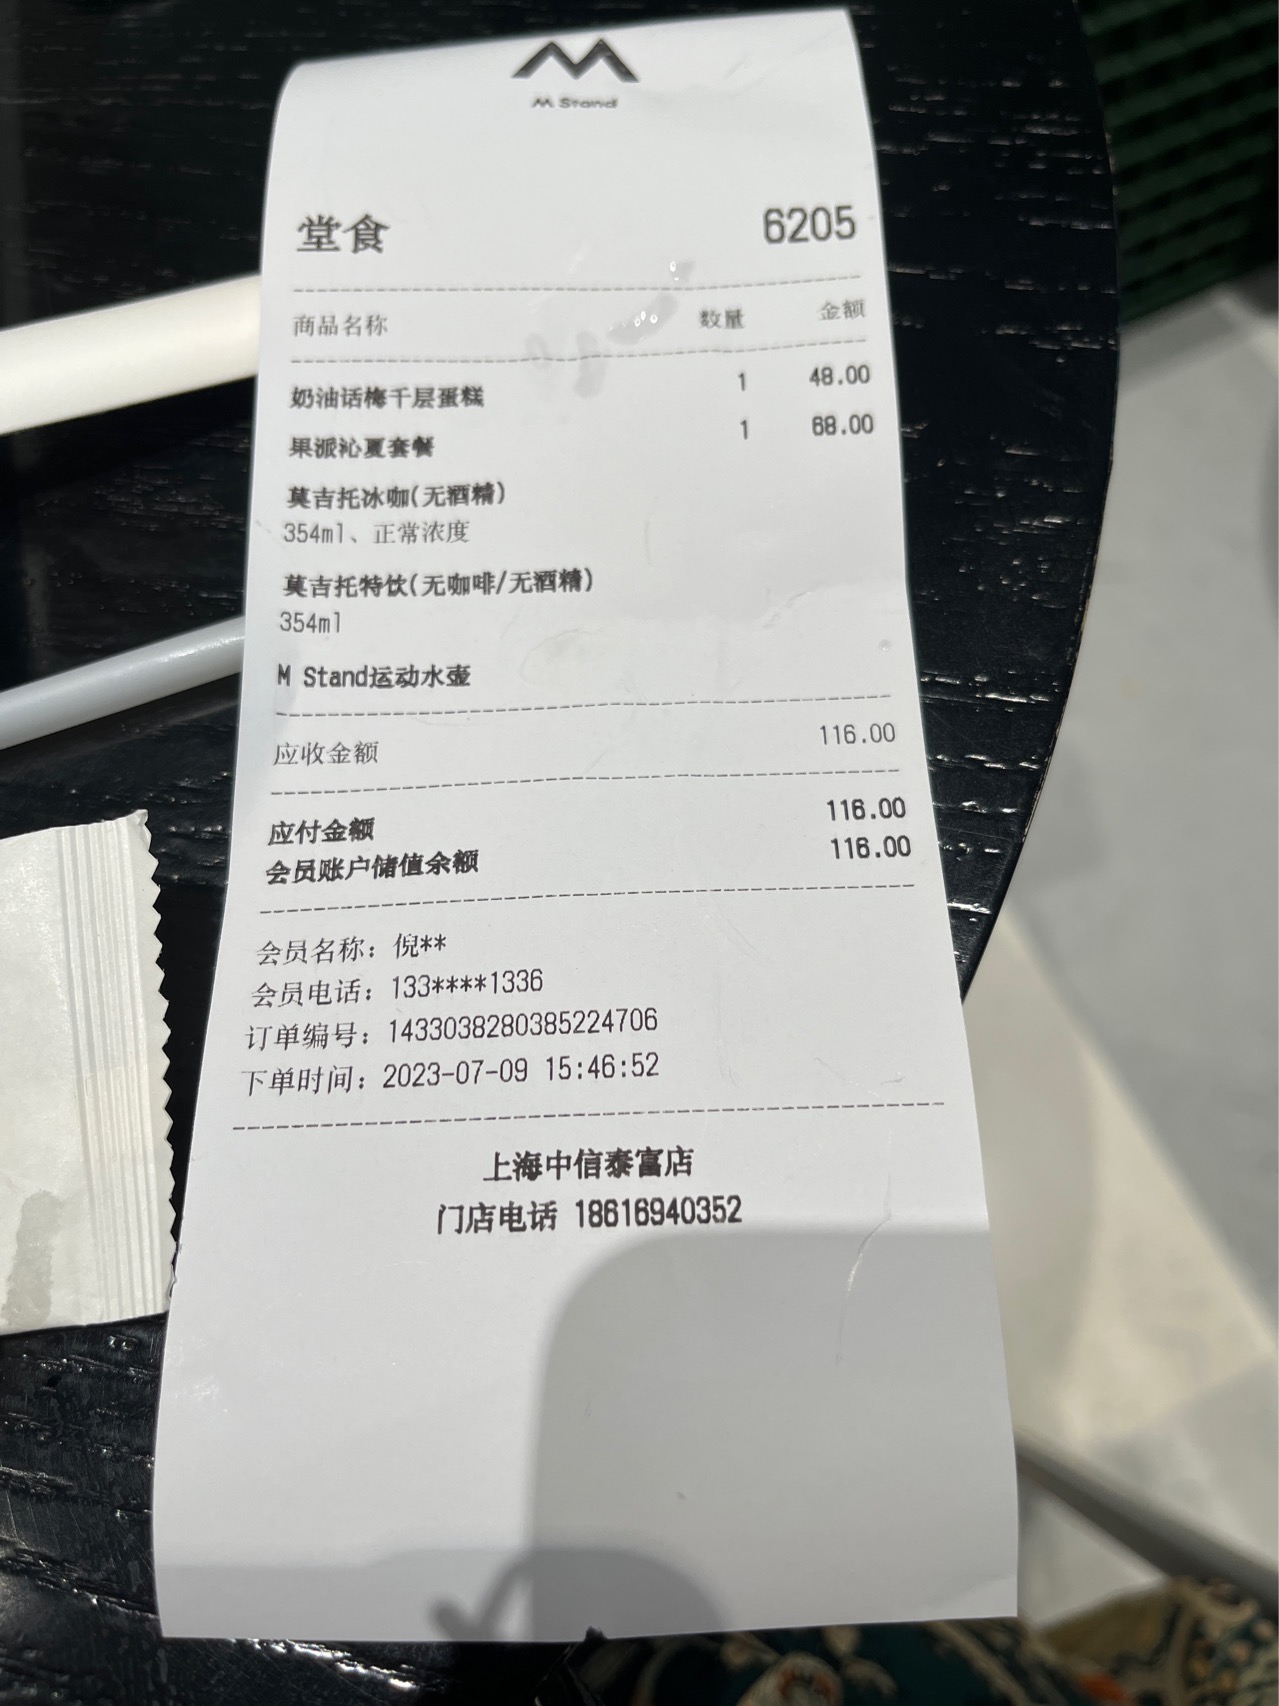 M Stand
堂食 6205
商品名称 数量 金额
奶油话梅千层蛋糕 1 48.00
果派沁夏套餐 1 68.00
莫吉托冰咖(无酒精)
354ml、正常浓度
莫吉托特饮(无咖啡/无酒精)
354ml
M Stand运动水壶
应收金额 116.00
应付金额 116.00
会员账户储值余额 116.00
会员名称：倪**
会员电话：133****1336
订单编号：1433038280385224706
下单时间：2023-07-09 15:46:52
上海中信泰富店
门店电话 18616940352